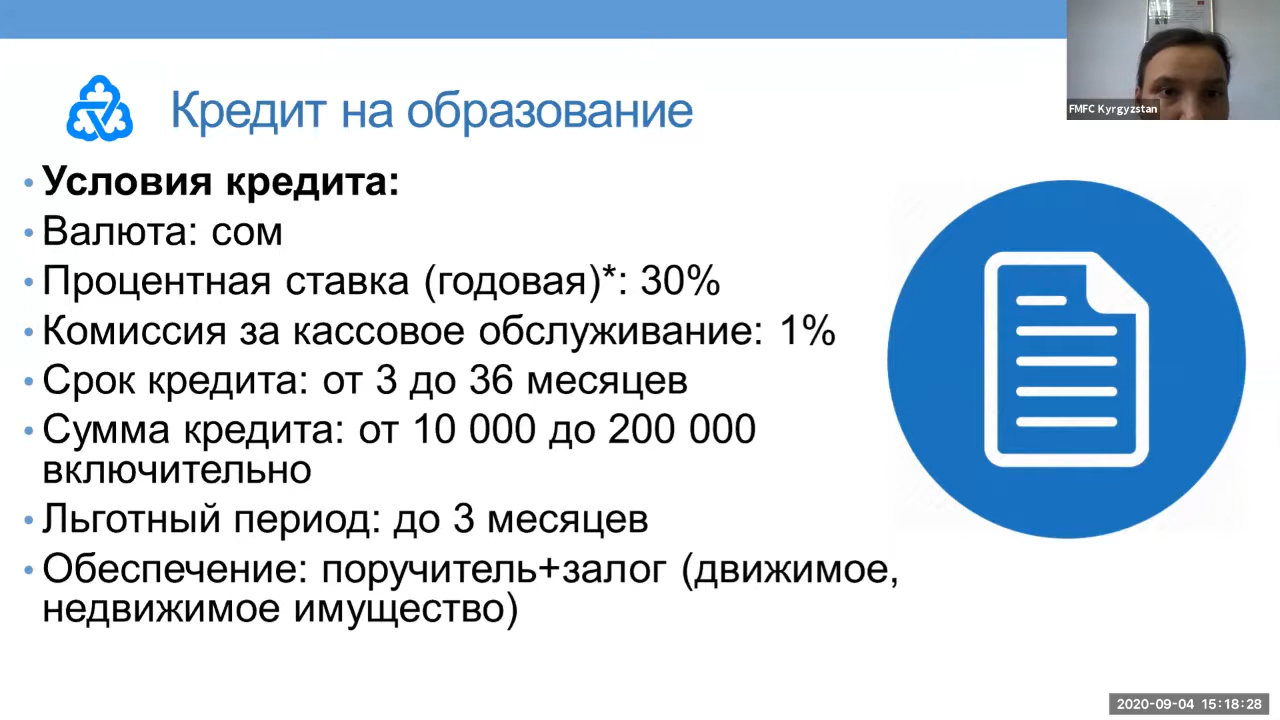 FMFC Kyrgyzstan
Кредит на образование
• Условия кредита:
• Валюта: сом
• Процентная ставка (годовая)*: 30%
• Комиссия за кассовое обслуживание: 1%
• Срок кредита: от 3 до 36 месяцев
• Сумма кредита: от 10 000 до 200 000
включительно
• Льготный период: до 3 месяцев
• Обеспечение: поручитель+залог (движимое,
недвижимое имущество)
2020-09-04 15:18:28